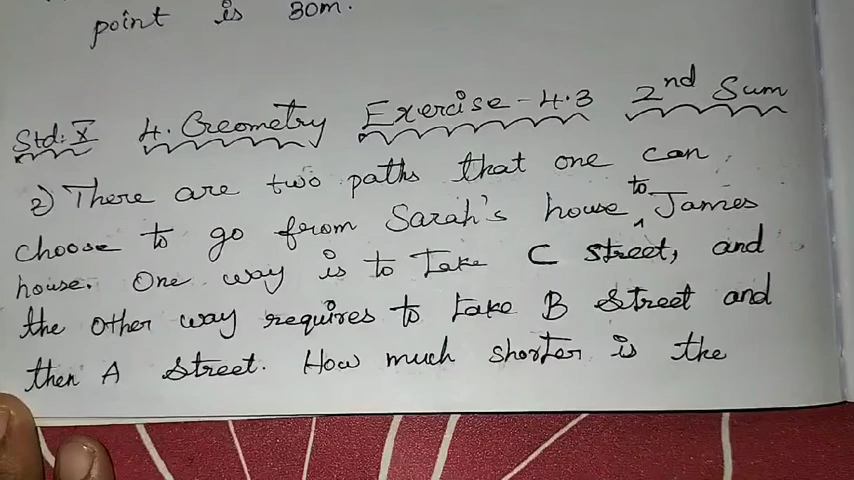 point is 30m.
Std: X 4. Geometry Exercise - 4.3 2nd Sum
2) There are two paths that one can
choose to go from Sarah's house to James
house. One way is to take C street, and
the other way requires to take B street and
then A street. How much shorter is the